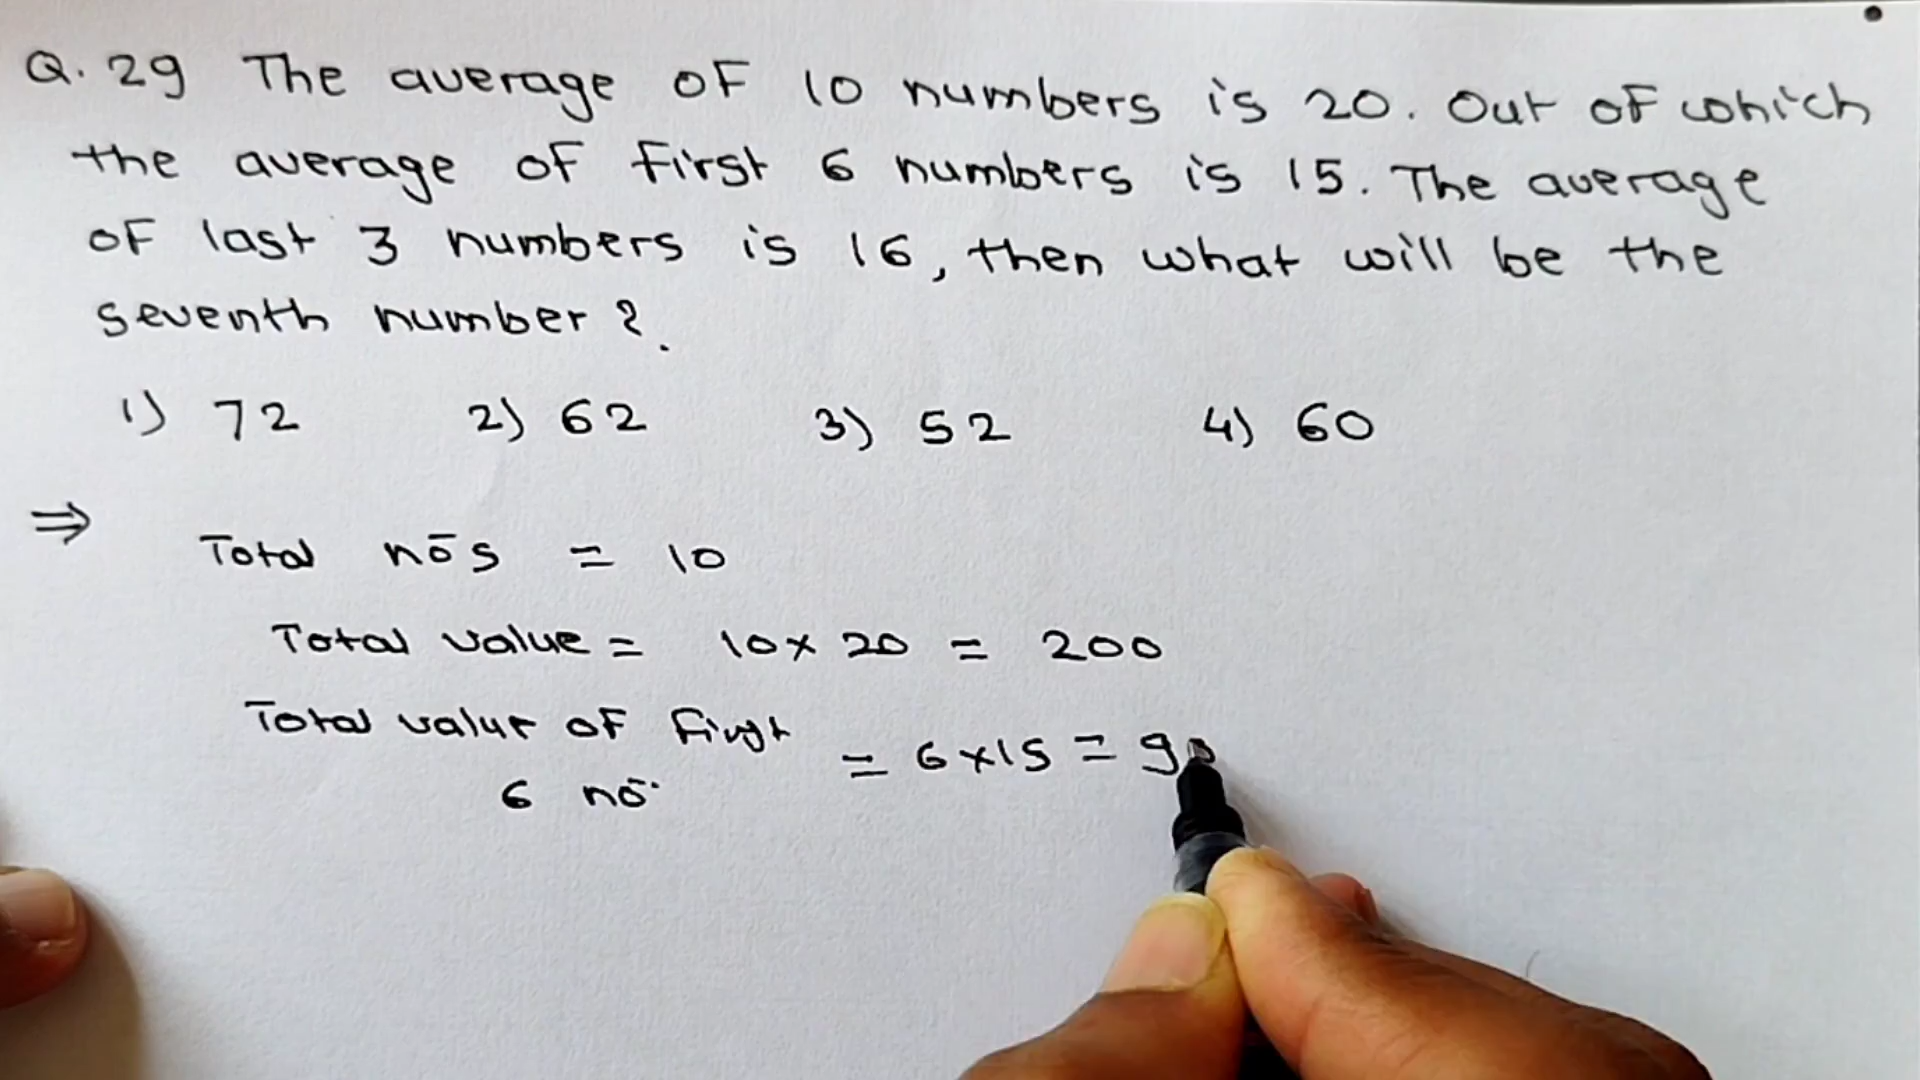 Q. 29 The average of 10 numbers is 20. Out of which
the average of first 6 numbers is 15. The average
of last 3 numbers is 16, then what will be the
seventh number ?.
1) 72 2) 62 3) 52 4) 60
⇒
Total nōs = 10
Total value = 10 x 20 = 200
Total value of first
6 nō. = 6 x 15 = 90